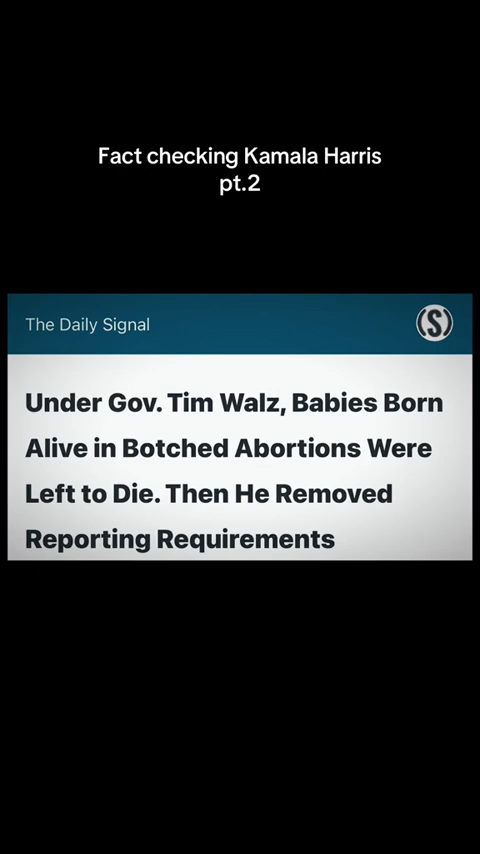 Fact checking Kamala Harris
pt.2
The Daily Signal
(S)
Under Gov. Tim Walz, Babies Born
Alive in Botched Abortions Were
Left to Die. Then He Removed
Reporting Requirements